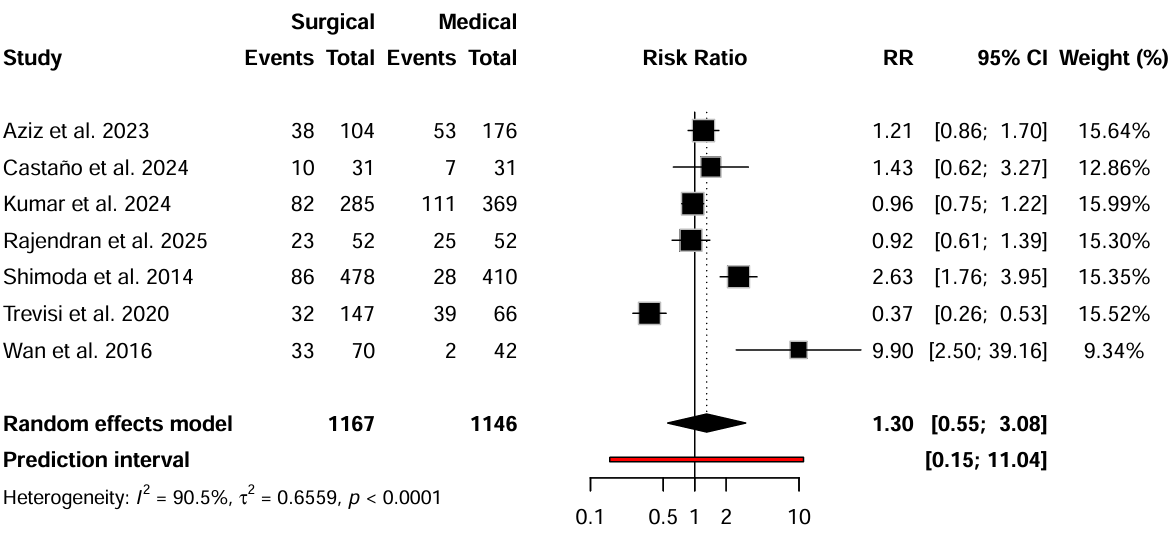 Surgical Medical
Study Events Total Events Total Risk Ratio RR 95% CI Weight (%)
Aziz et al. 2023 38 104 53 176 1.21 [0.86; 1.70] 15.64%
Castaño et al. 2024 10 31 7 31 1.43 [0.62; 3.27] 12.86%
Kumar et al. 2024 82 285 111 369 0.96 [0.75; 1.22] 15.99%
Rajendran et al. 2025 23 52 25 52 0.92 [0.61; 1.39] 15.30%
Shimoda et al. 2014 86 478 28 410 2.63 [1.76; 3.95] 15.35%
Trevisi et al. 2020 32 147 39 66 0.37 [0.26; 0.53] 15.52%
Wan et al. 2016 33 70 2 42 9.90 [2.50; 39.16] 9.34%
Random effects model 1167 1146 1.30 [0.55; 3.08]
Prediction interval [0.15; 11.04]
Heterogeneity: I² = 90.5%, τ² = 0.6559, p < 0.0001
0.1 0.5 1 2 10